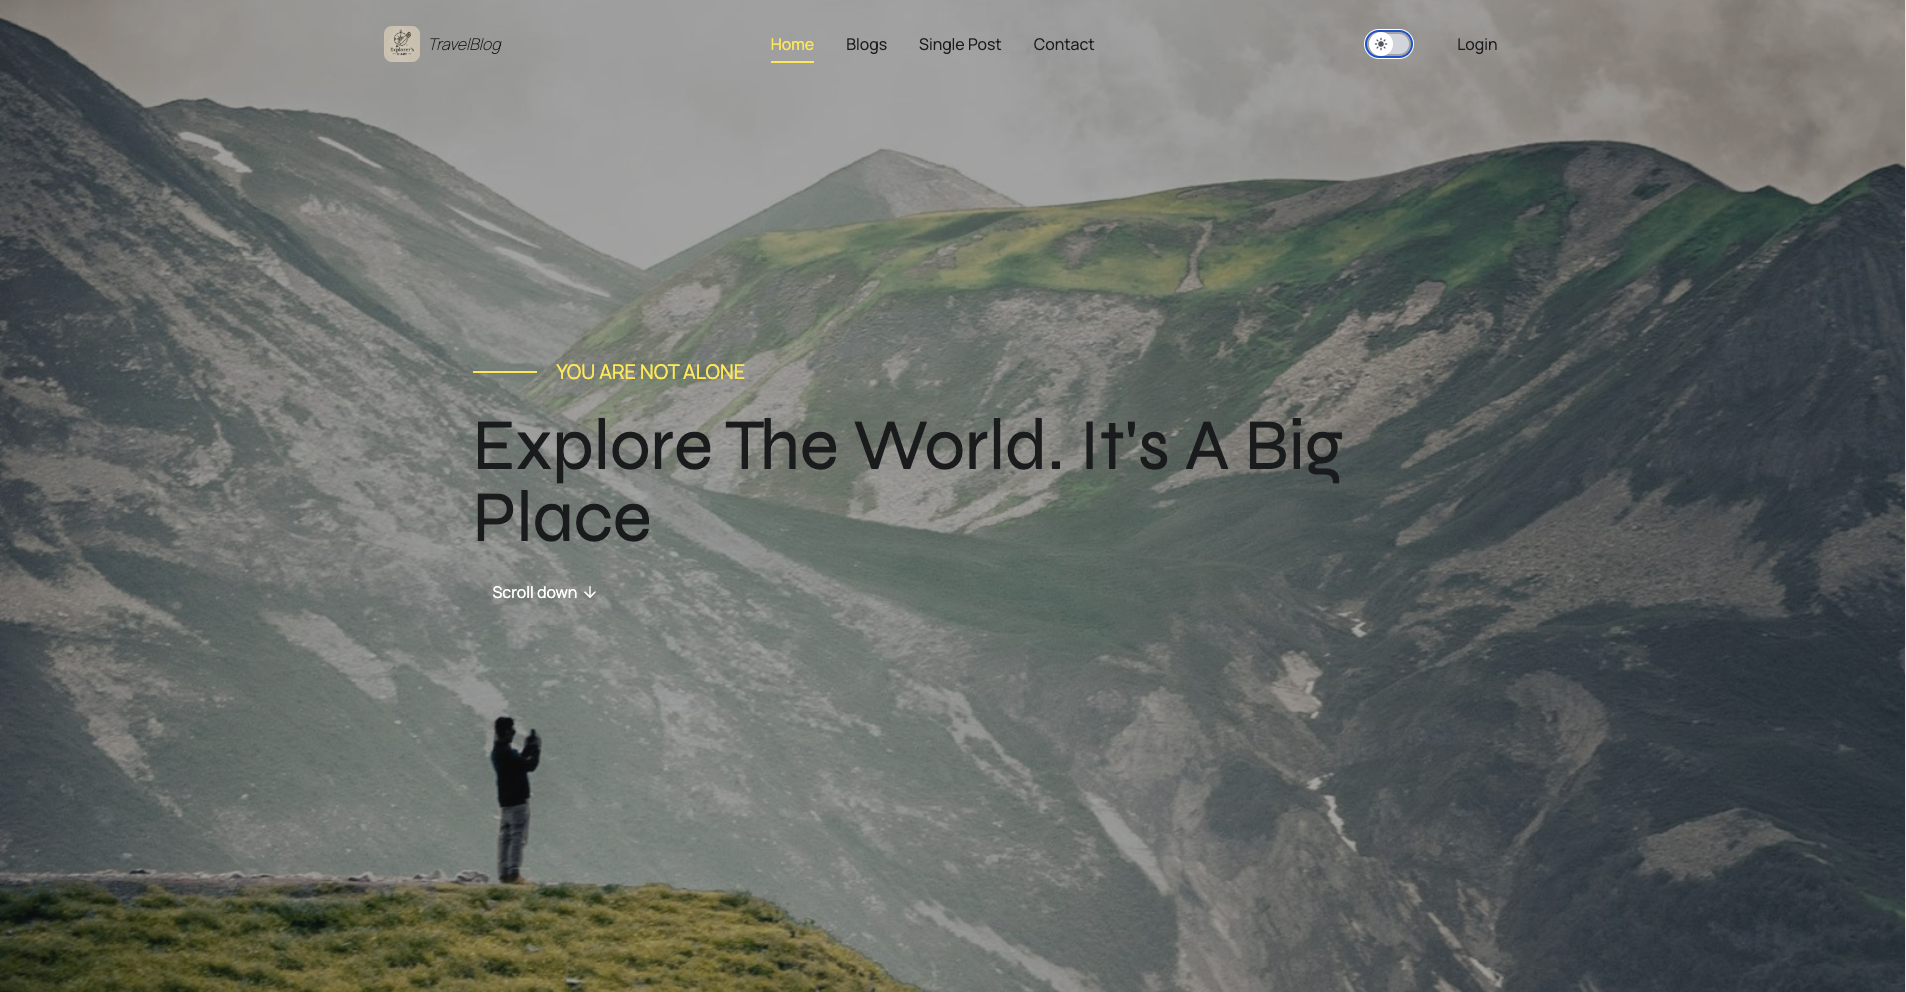 TravelBlog
Home
Blogs
Single Post
Contact
Login
YOU ARE NOT ALONE
Explore The World. It's A Big
Place
Scroll down ↓